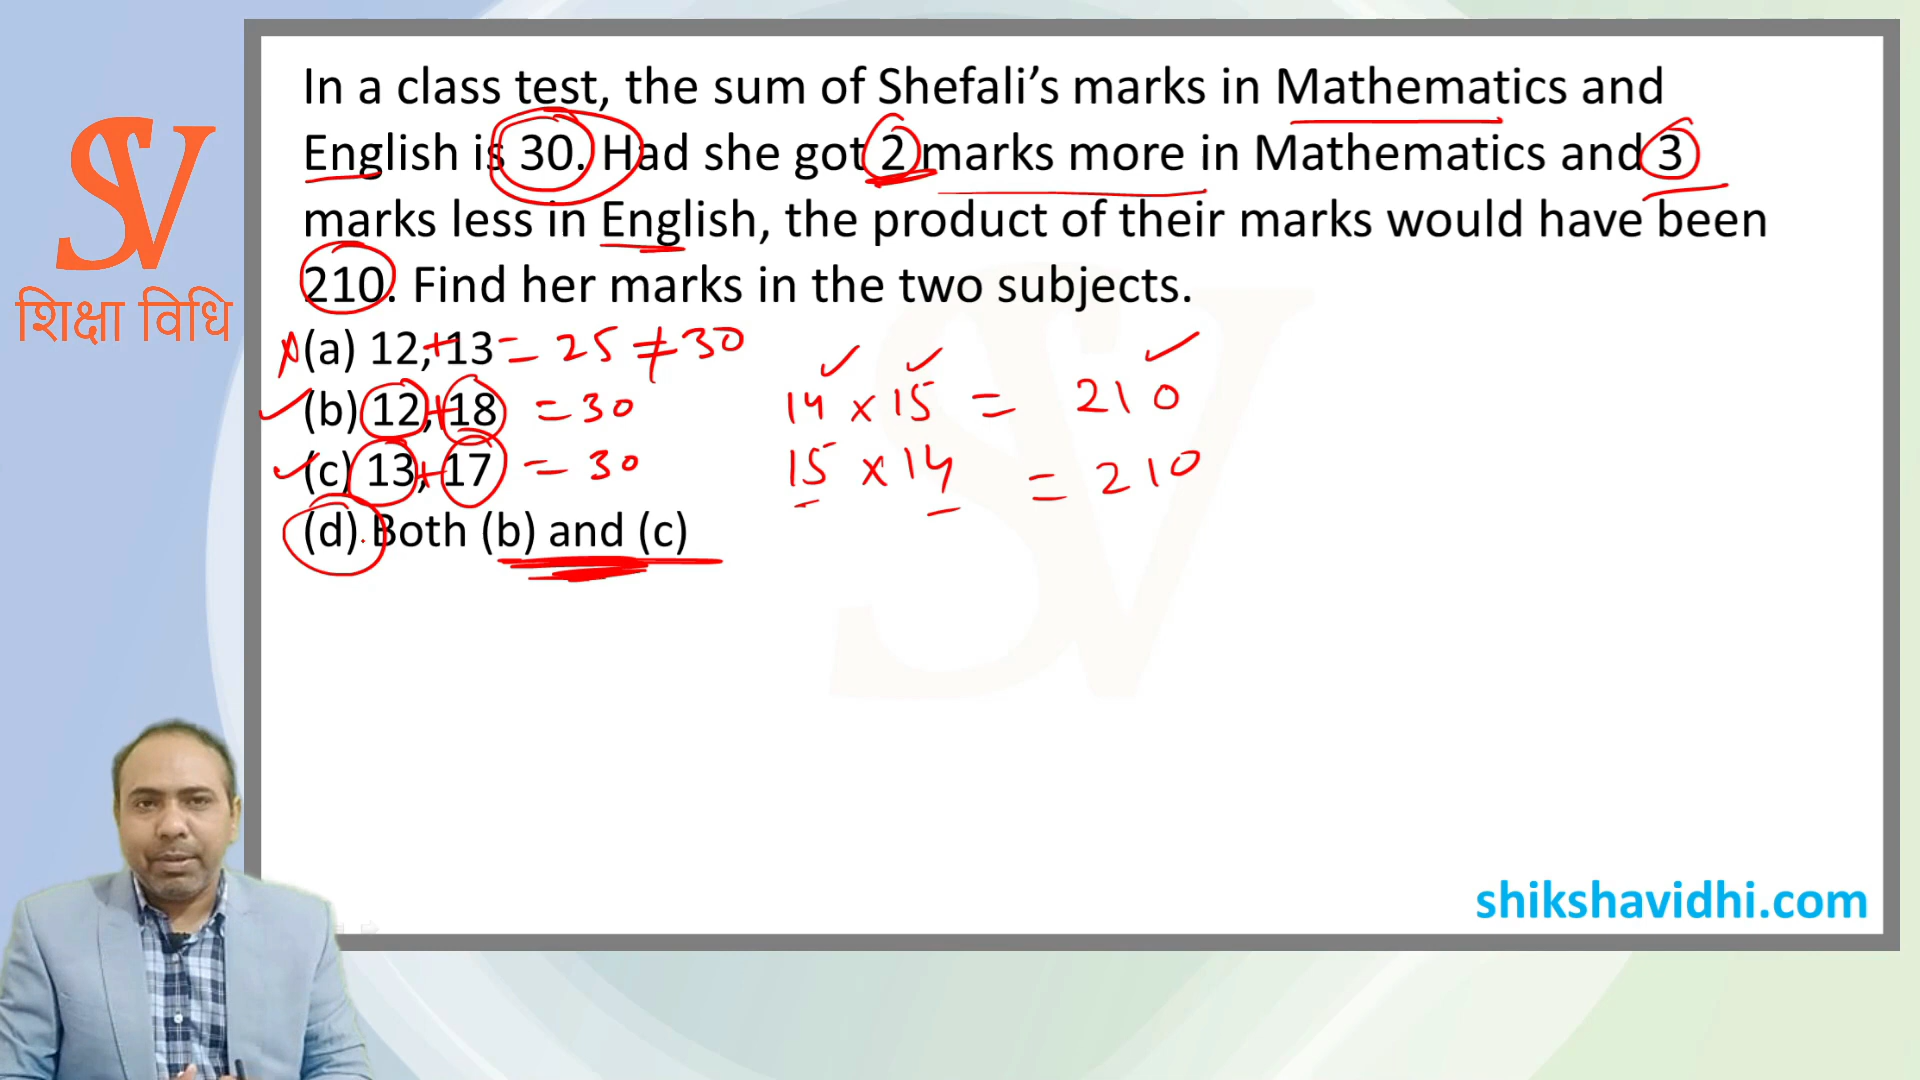 In a class test, the sum of Shefali’s marks in Mathematics and
English is 30. Had she got 2 marks more in Mathematics and 3
marks less in English, the product of their marks would have been
210. Find her marks in the two subjects.
(a) 12,+13 = 25 ≠ 30
(b) 12,+18 = 30 14 x 15 = 210
(c) 13,+17 = 30 15 x 14 = 210
(d) Both (b) and (c)
SV
शिक्षा विधि
SV
shikshavidhi.com